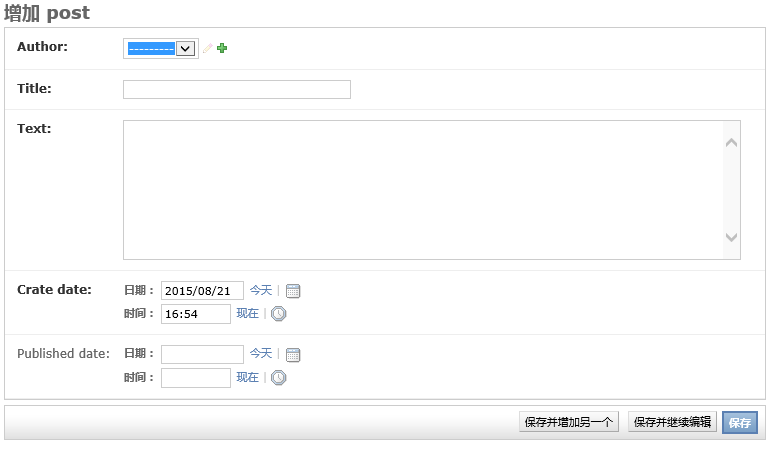 增加 post
Author: ---------
Title:
Text:
Crate date: 日期： 2015/08/21 今天 |
时间： 16:54 现在 |
Published date: 日期： 今天 |
时间： 现在 |
保存并增加另一个 保存并继续编辑 保存